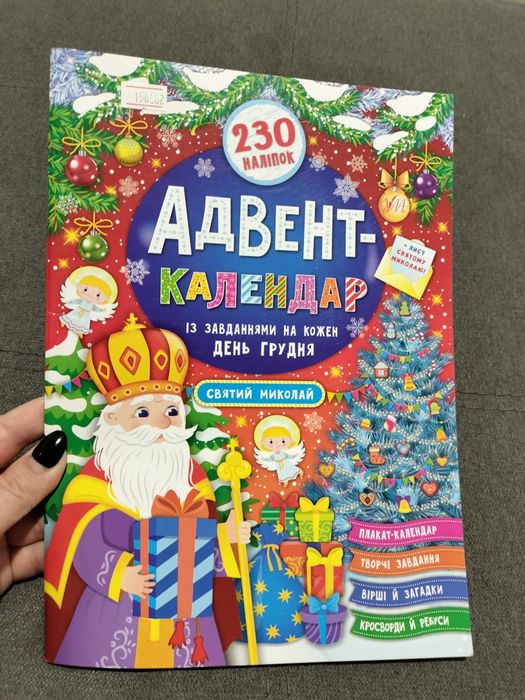 156562
230
НАЛІПОК
АДВЕНТ-
КАЛЕНДАР
ІЗ ЗАВДАННЯМИ НА КОЖЕН
ДЕНЬ ГРУДНЯ
СВЯТИЙ МИКОЛАЙ
+ ЛИСТ
СВЯТОМУ
МИКОЛАЮ!
ПЛАКАТ-КАЛЕНДАР
ТВОРЧІ ЗАВДАННЯ
ВІРШІ Й ЗАГАДКИ
КРОСВОРДИ Й РЕБУСИ